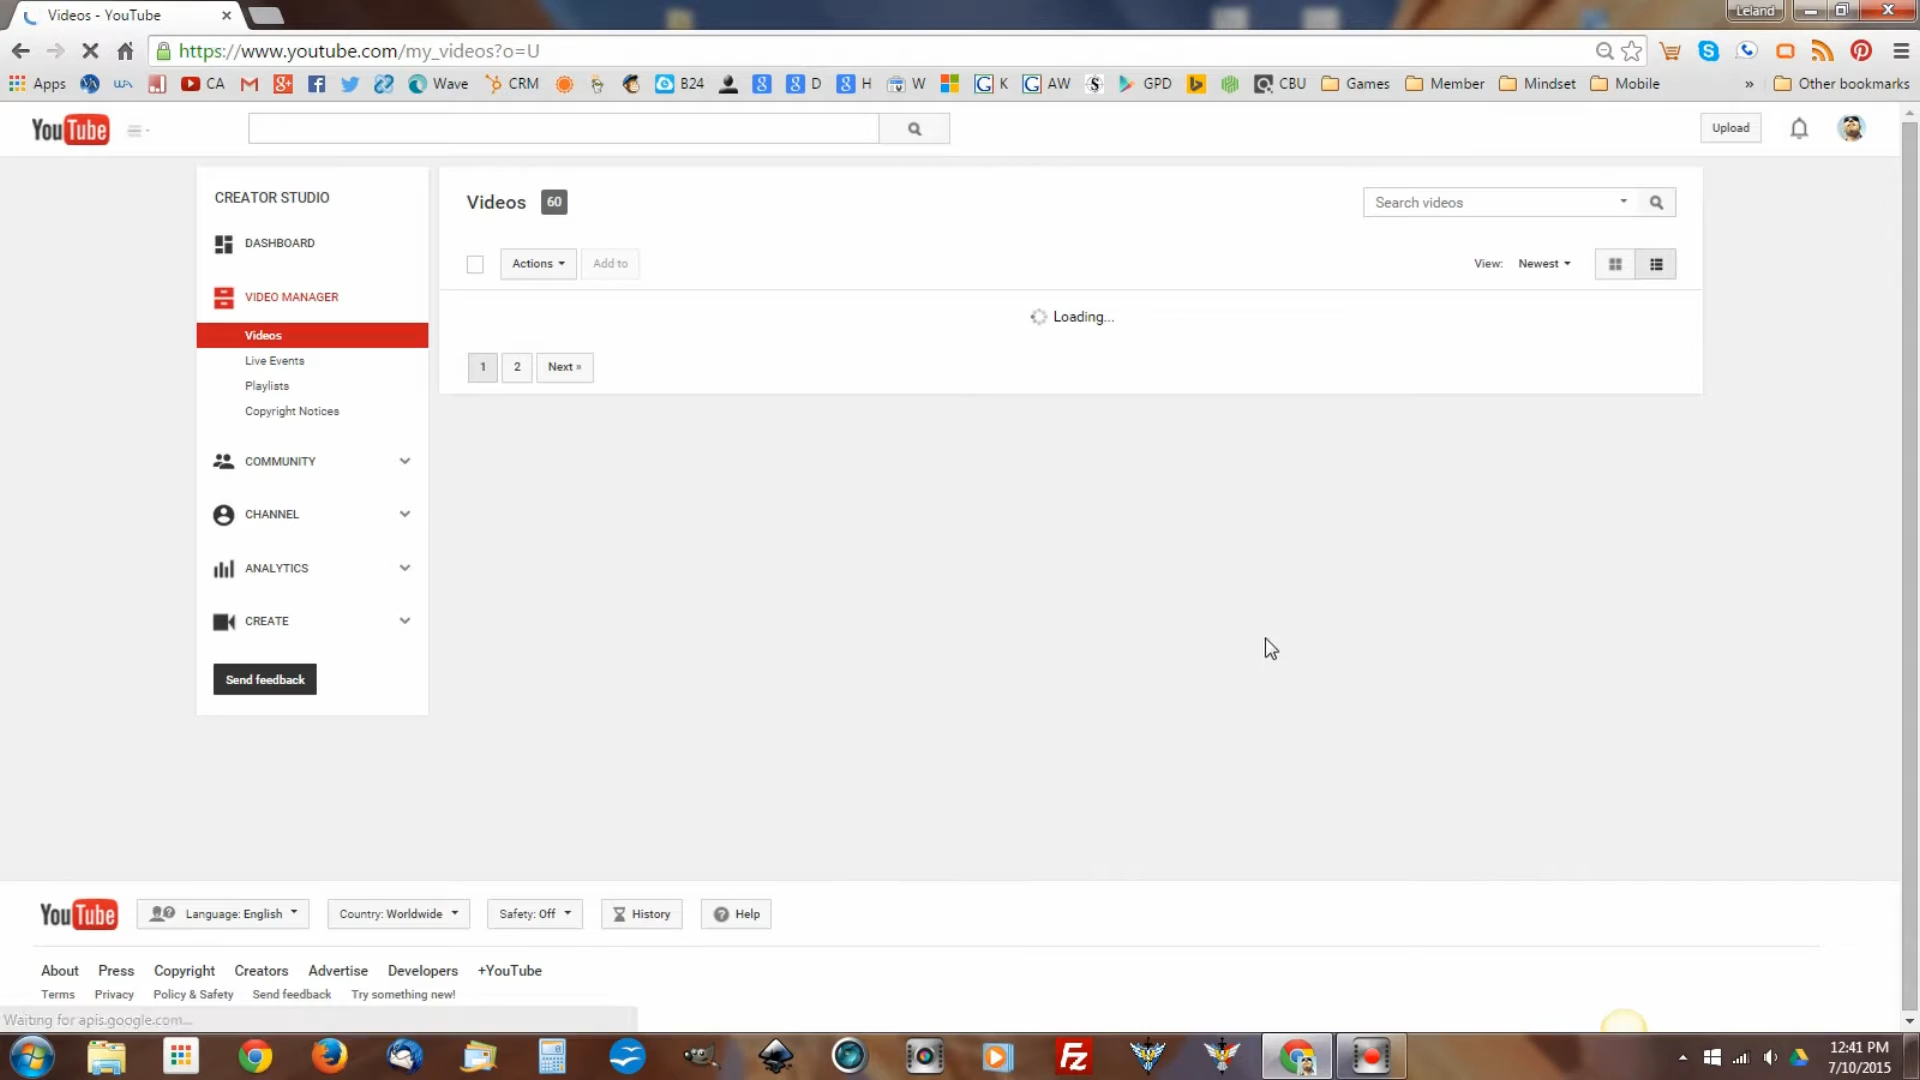 Videos - YouTube
Leland
https://www.youtube.com/my_videos?o=U
Apps
CA
Wave
CRM
B24
D
H
W
K
AW
GPD
CBU
Games
Member
Mindset
Mobile
»
Other bookmarks
YouTube
Upload
CREATOR STUDIO
DASHBOARD
VIDEO MANAGER
Videos
Live Events
Playlists
Copyright Notices
COMMUNITY
CHANNEL
ANALYTICS
CREATE
Send feedback
Videos 60
Search videos
Actions
Add to
View: Newest
Loading...
1 2 Next »
YouTube
Language: English
Country: Worldwide
Safety: Off
History
Help
About Press Copyright Creators Advertise Developers +YouTube
Terms Privacy Policy & Safety Send feedback Try something new!
Waiting for apis.google.com...
12:41 PM
7/10/2015